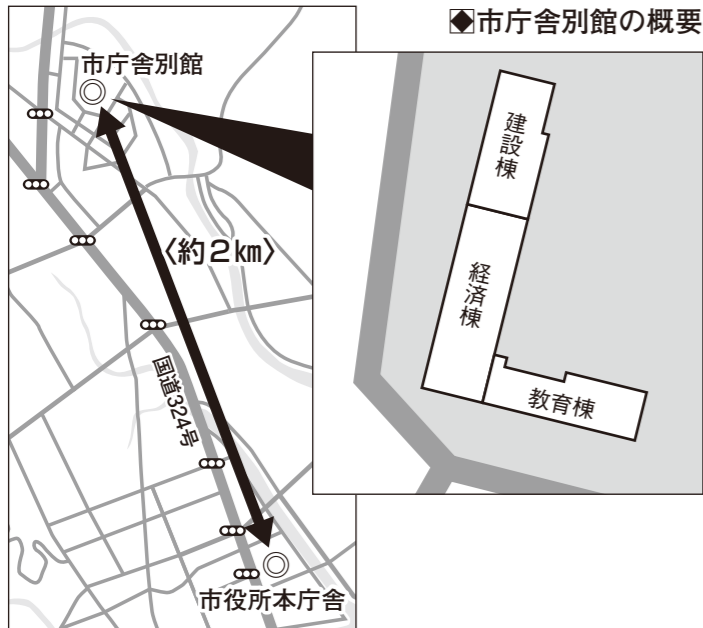 ◆市庁舎別館の概要
市庁舎別館
〈約2㎞〉
国道324号
市役所本庁舎
建設棟
経済棟
教育棟